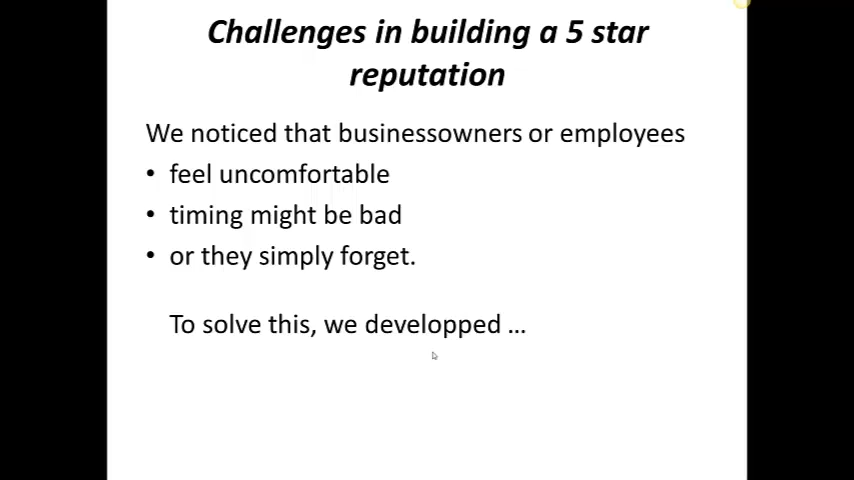 Challenges in building a 5 star
reputation
We noticed that businessowners or employees
• feel uncomfortable
• timing might be bad
• or they simply forget.
To solve this, we developped ...